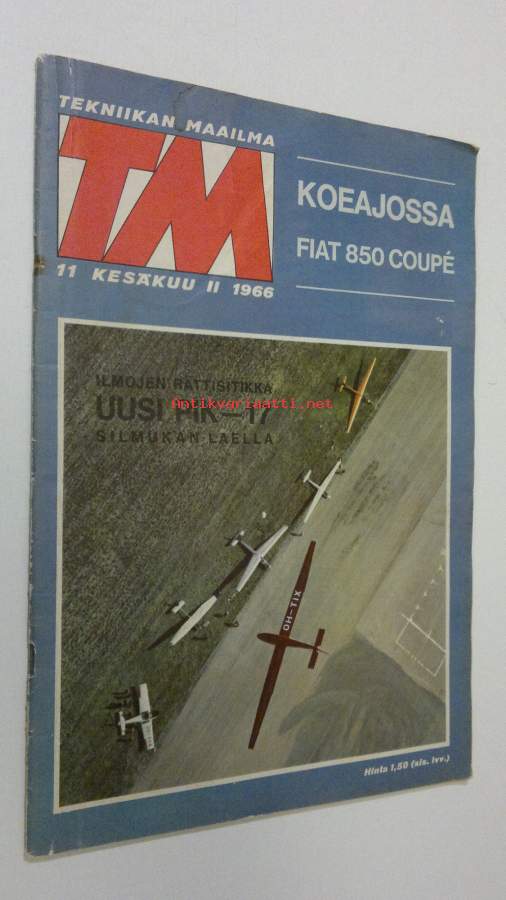 TEKNIIKAN MAAILMA
TM
11 KESÄKUU II 1966
KOEAJOSSA
FIAT 850 COUPÉ
ILMOJEN RATTISITIKKA
UUSI PIK-17
SILMUKAN LAELLA
Antikvariaatti.net
OH-TIX
Hinta 1,50 (sis. lvv.)